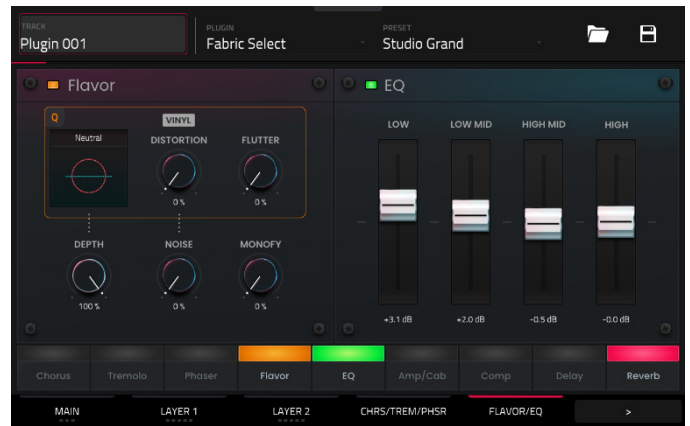 TRACK
Plugin 001
PLUGIN
Fabric Select
PRESET
Studio Grand
Flavor
Q
Neutral
VINYL
DISTORTION
FLUTTER
0 %
0 %
DEPTH
NOISE
MONOFY
100 %
0 %
0 %
EQ
LOW
LOW MID
HIGH MID
HIGH
+3.1 dB
+2.0 dB
-0.5 dB
-0.0 dB
Chorus
Tremolo
Phaser
Flavor
EQ
Amp/Cab
Comp
Delay
Reverb
MAIN
LAYER 1
LAYER 2
CHRS/TREM/PHSR
FLAVOR/EQ
>